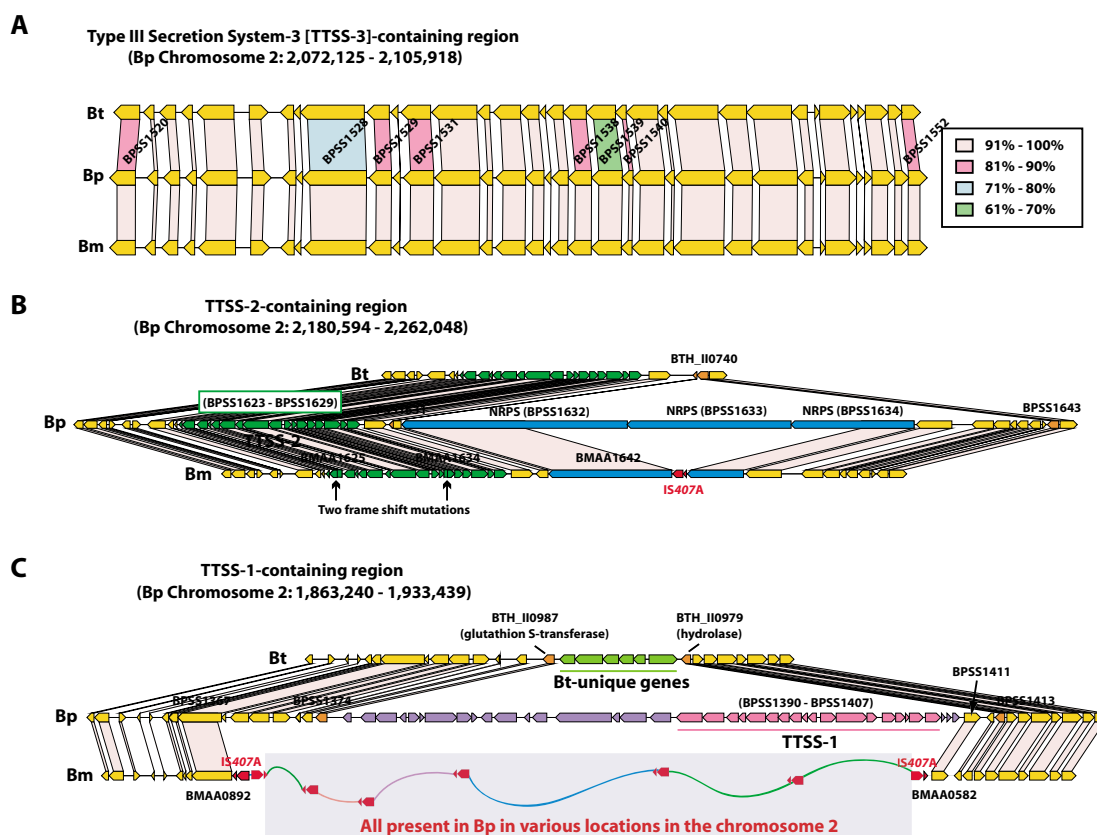 A
Type III Secretion System-3 [TTSS-3]-containing region
(Bp Chromosome 2: 2,072,125 - 2,105,918)
Bt
BPSS1520
BPSS1528
BPSS1529
BPSS1531
BPSS1538
BPSS1539
BPSS1540
BPSS1552
Bp
Bm
91% - 100%
81% - 90%
71% - 80%
61% - 70%
B
TTSS-2-containing region
(Bp Chromosome 2: 2,180,594 - 2,262,048)
BTH_II0740
Bt
(BPSS1623 - BPSS1629)
NRPS (BPSS1632)
NRPS (BPSS1633)
NRPS (BPSS1634)
BPSS1643
Bp
TTSS-2
BMAA1625
BMAA1634
BMAA1642
Bm
IS407A
Two frame shift mutations
C
TTSS-1-containing region
(Bp Chromosome 2: 1,863,240 - 1,933,439)
BTH_II0987
(glutathion S-transferase)
BTH_II0979
(hydrolase)
Bt
Bt-unique genes
BPSS1411
BPSS1367
BPSS1374
(BPSS1390 - BPSS1407)
BPSS1413
Bp
TTSS-1
IS407A
IS407A
Bm
BMAA0892
BMAA0582
All present in Bp in various locations in the chromosome 2